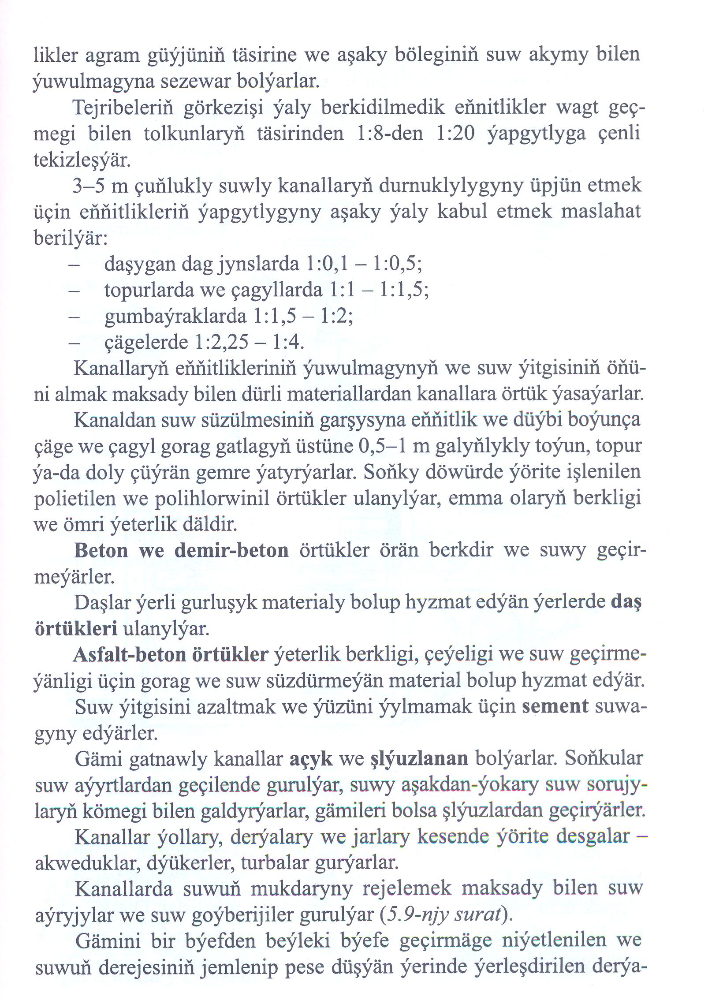 likler agram güýjüniň täsirine we aşaky böleginiň suw akymy bilen
ýuwulmagyna sezewar bolýarlar.
Tejribeleriň görkezişi ýaly berkidilmedik eňnitlikler wagt geç-
megi bilen tolkunlaryň täsirinden 1:8-den 1:20 ýapgytlyga çenli
tekizleşýär.
3–5 m çuňlukly suwly kanallaryň durnuklylygyny üpjün etmek
üçin eňňitlikleriň ýapgytlygyny aşaky ýaly kabul etmek maslahat
berilýär:
– daşygan dag jynslarda 1:0,1 – 1:0,5;
– topurlarda we çagyllarda 1:1 – 1:1,5;
– gumbaýraklarda 1:1,5 – 1:2;
– çägelerde 1:2,25 – 1:4.
Kanallaryň eňňitlikleriniň ýuwulmagynyň we suw ýitgisiniň öňü-
ni almak maksady bilen dürli materiallardan kanallara örtük ýasaýarlar.
Kanaldan suw süzülmesiniň garşysyna eňňitlik we düýbi boýunça
çäge we çagyl gorag gatlagyň üstüne 0,5–1 m galyňlykly toýun, topur
ýa-da doly çüýrän gemre ýatyrýarlar. Soňky döwürde ýörite işlenilen
polietilen we polihlorwinil örtükler ulanylýar, emma olaryň berkligi
we ömri ýeterlik däldir.
Beton we demir-beton örtükler örän berkdir we suwy geçir-
meýärler.
Daşlar ýerli gurluşyk materialy bolup hyzmat edýän ýerlerde daş
örtükleri ulanylýar.
Asfalt-beton örtükler ýeterlik berkligi, çeýeligi we suw geçirme-
ýänligi üçin gorag we suw süzdürmeýän material bolup hyzmat edýär.
Suw ýitgisini azaltmak we ýüzüni ýylmamak üçin sement suwa-
gyny edýärler.
Gämi gatnawly kanallar açyk we şlýuzlanan bolýarlar. Soňkular
suw aýyrtlardan geçilende gurulýar, suwy aşakdan-ýokary suw sorujy-
laryň kömegi bilen galdyrýarlar, gämileri bolsa şlýuzlardan geçirýärler.
Kanallar ýollary, derýalary we jarlary kesende ýörite desgalar –
akweduklar, dýükerler, turbalar gurýarlar.
Kanallarda suwuň mukdaryny rejelemek maksady bilen suw
aýryjylar we suw goýberijiler gurulýar (5.9-njy surat).
Gämini bir býefden beýleki býefe geçirmäge niýetlenilen we
suwuň derejesiniň jemlenip pese düşýän ýerinde ýerleşdirilen derýa-